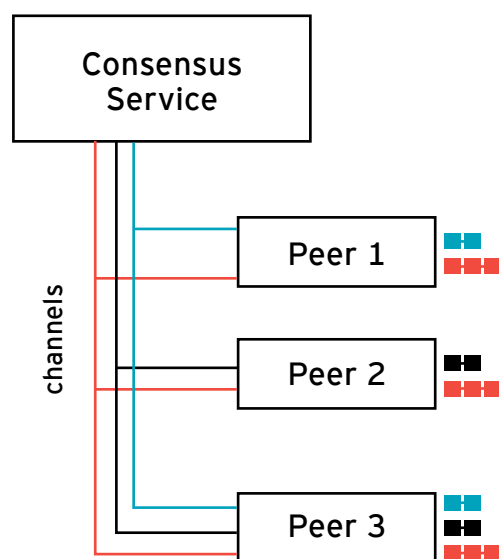 Consensus
Service
Peer 1
channels
Peer 2
Peer 3